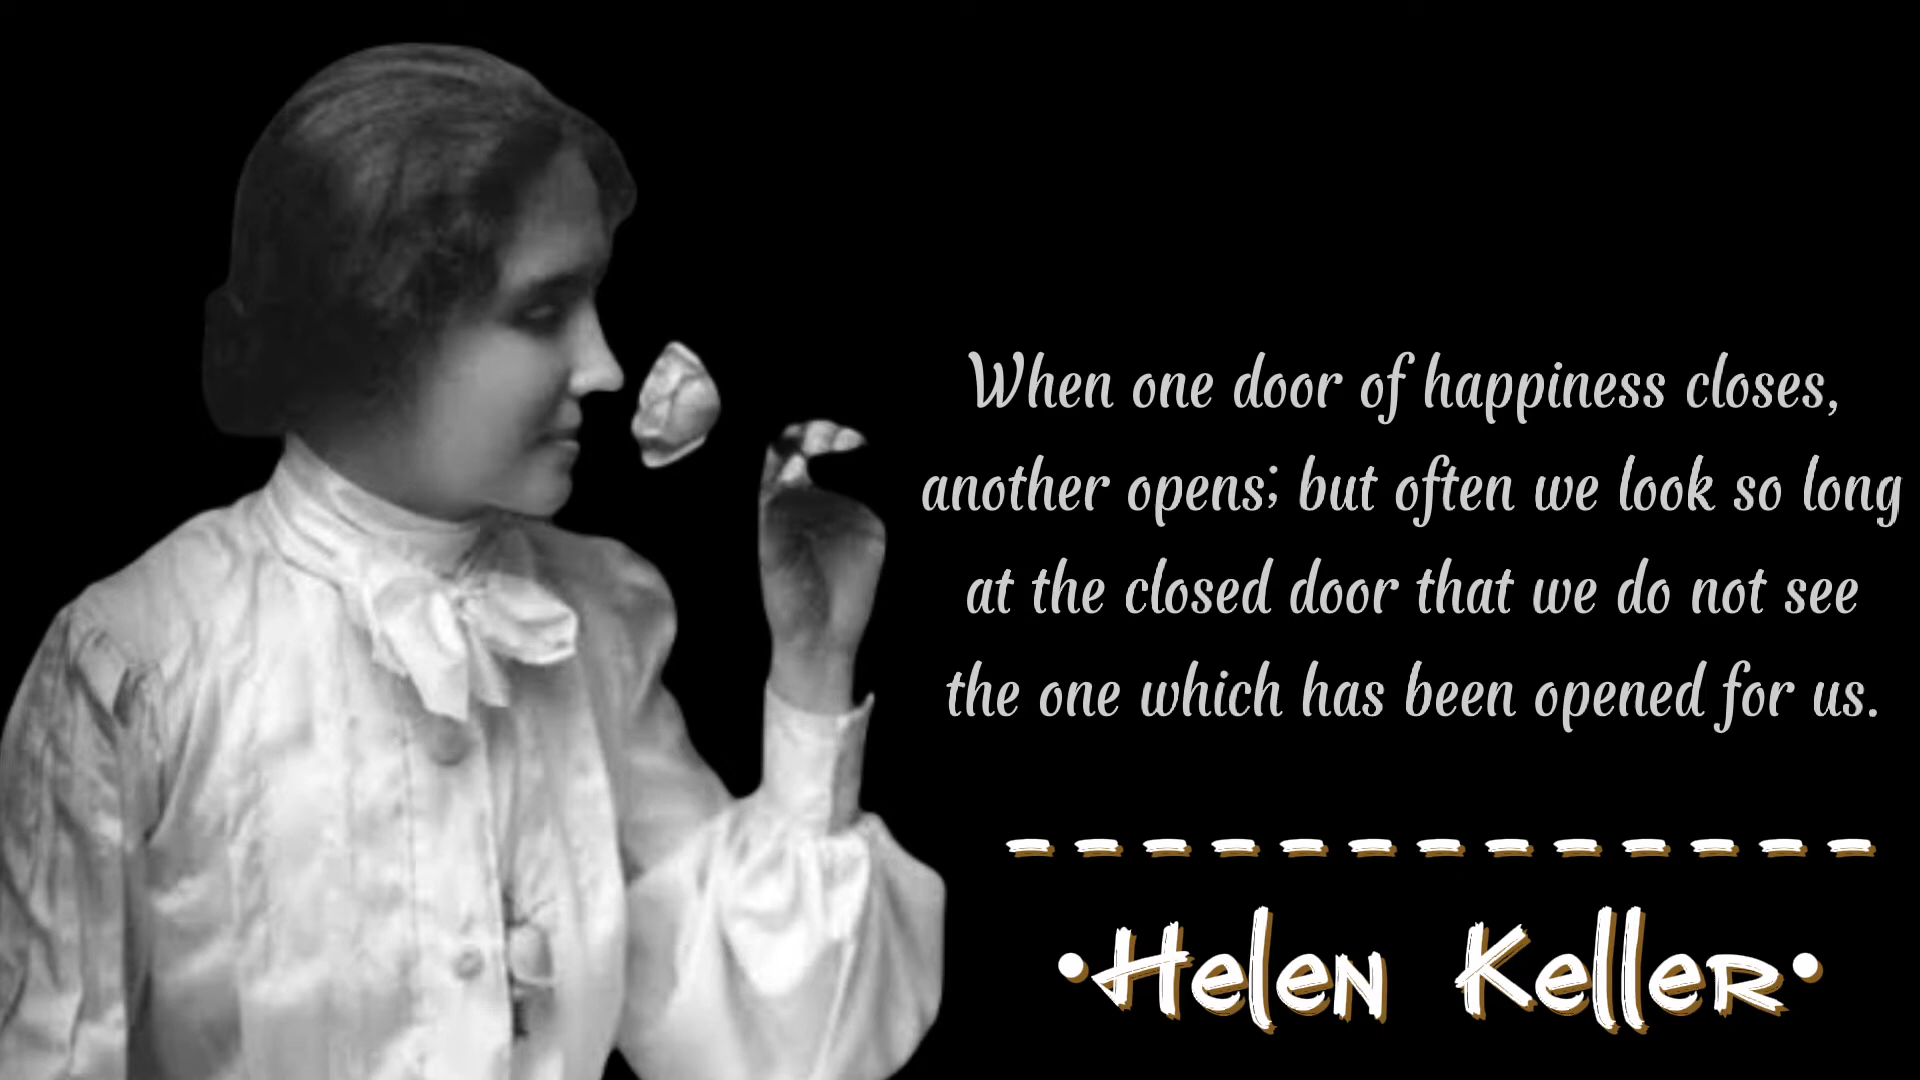 When one door of happiness closes,
another opens; but often we look so long
at the closed door that we do not see
the one which has been opened for us.
•Helen Keller•